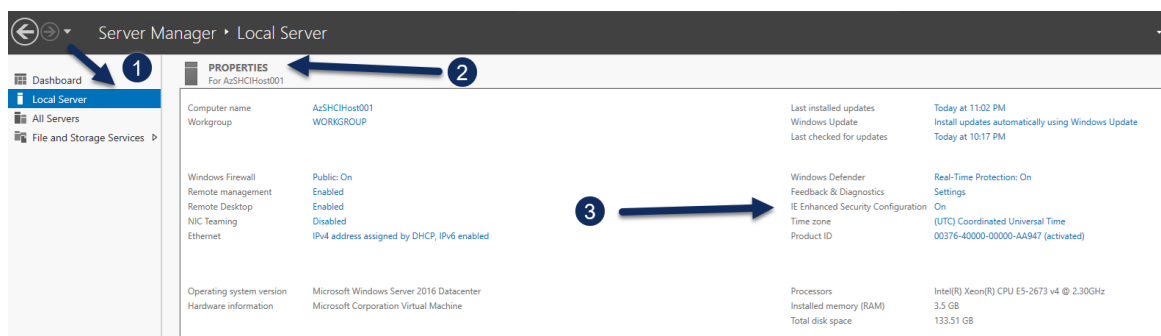 Server Manager ‣ Local Server
1
2
3
Dashboard
Local Server
All Servers
File and Storage Services
PROPERTIES
For AzSHCIHost001
Computer name AzSHCIHost001
Workgroup WORKGROUP
Last installed updates Today at 11:02 PM
Windows Update Install updates automatically using Windows Update
Last checked for updates Today at 10:17 PM
Windows Firewall Public: On
Remote management Enabled
Remote Desktop Enabled
NIC Teaming Disabled
Ethernet IPv4 address assigned by DHCP, IPv6 enabled
Windows Defender Real-Time Protection: On
Feedback & Diagnostics Settings
IE Enhanced Security Configuration On
Time zone (UTC) Coordinated Universal Time
Product ID 00376-40000-00000-AA947 (activated)
Operating system version Microsoft Windows Server 2016 Datacenter
Hardware information Microsoft Corporation Virtual Machine
Processors Intel(R) Xeon(R) CPU E5-2673 v4 @ 2.30GHz
Installed memory (RAM) 3.5 GB
Total disk space 133.51 GB